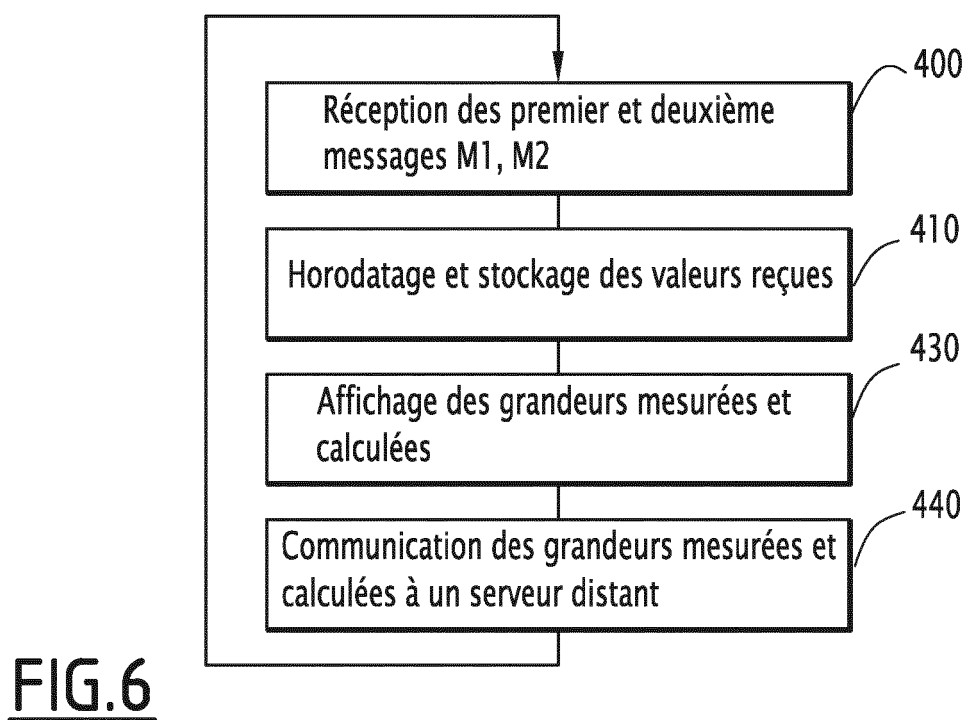 400
Réception des premier et deuxième
messages M1, M2
410
Horodatage et stockage des valeurs reçues
430
Affichage des grandeurs mesurées et
calculées
440
Communication des grandeurs mesurées et
calculées à un serveur distant
FIG.6